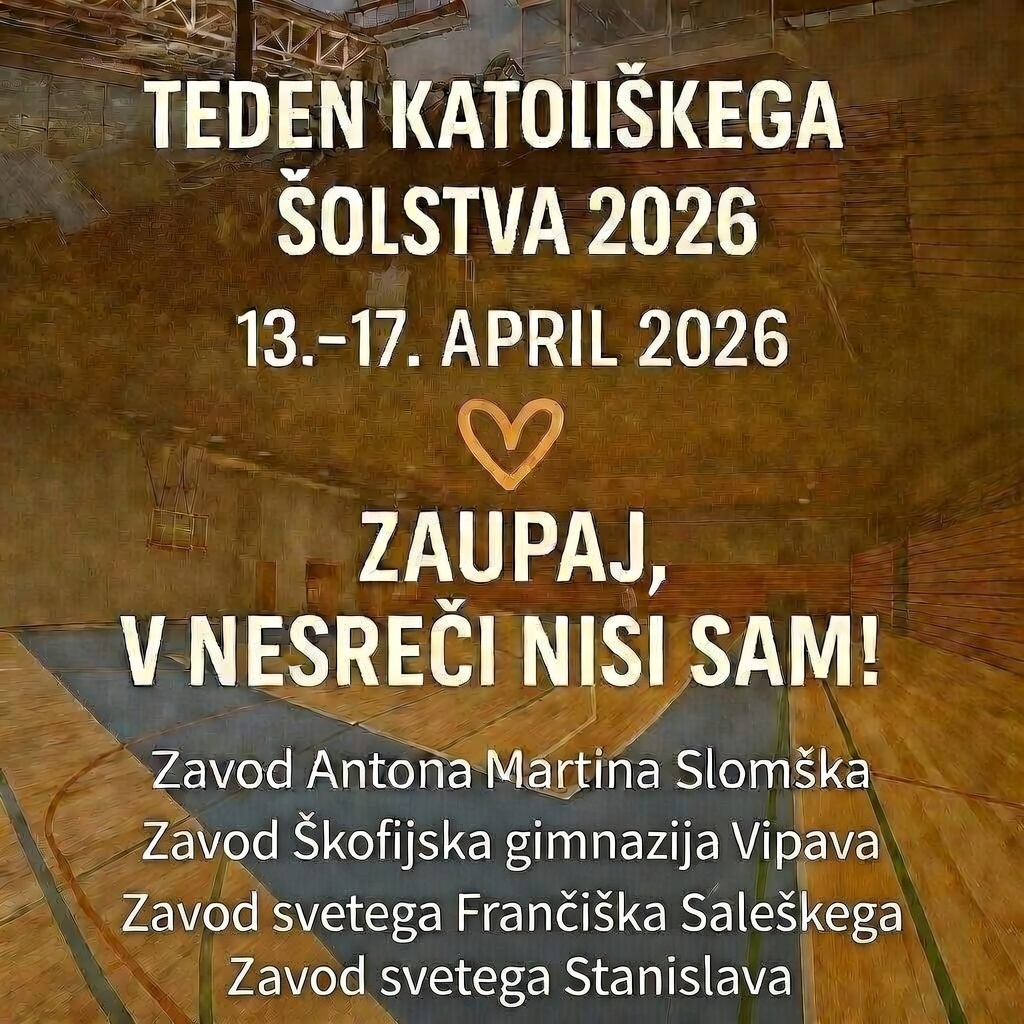 TEDEN KATOLIŠKEGA
ŠOLSTVA 2026
13.–17. APRIL 2026
ZAUPAJ,
V NESREČI NISI SAM!
Zavod Antona Martina Slomška
Zavod Škofijska gimnazija Vipava
Zavod svetega Frančiška Saleškega
Zavod svetega Stanislava